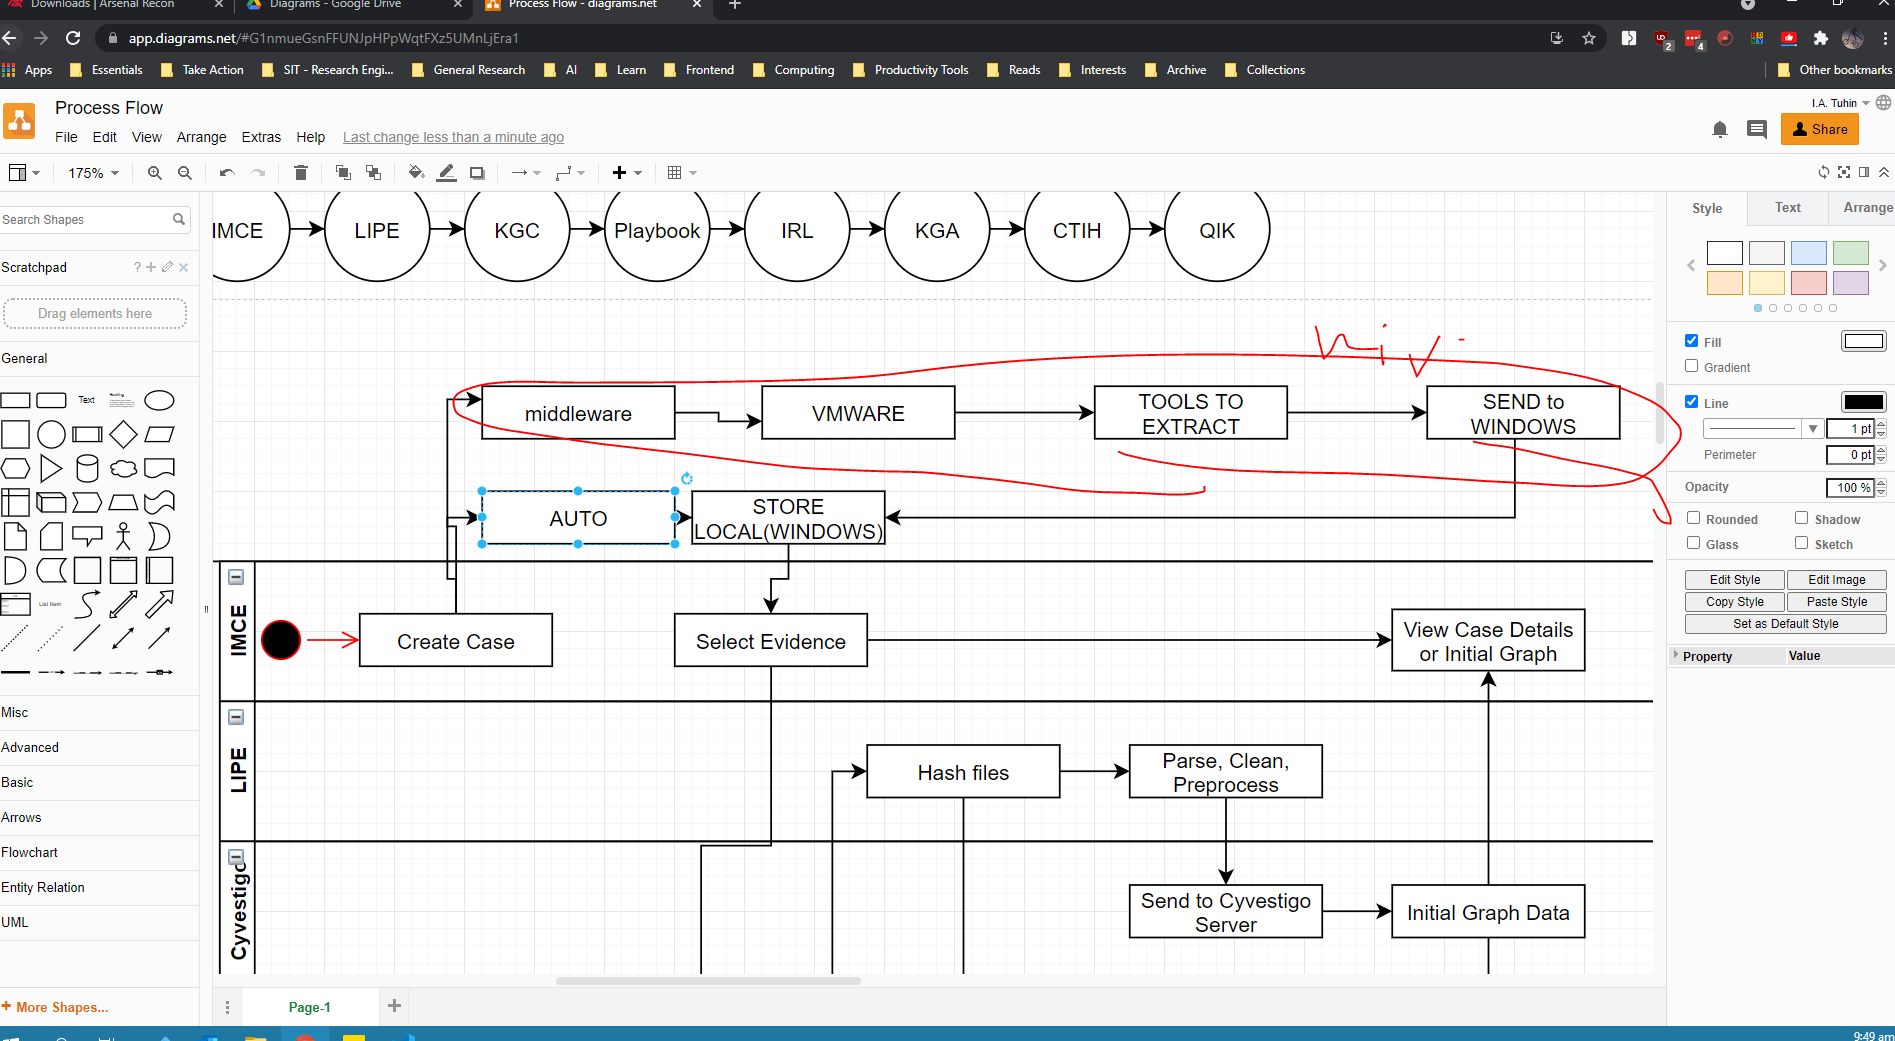 Downloads | Arsenal Recon
Diagrams - Google Drive
Process Flow - diagrams.net
app.diagrams.net/#G1nmueGsnFFUNJpHPpWqtFXz5UMnLjEra1
2
4
Apps
Essentials
Take Action
SIT - Research Engi...
General Research
AI
Learn
Frontend
Computing
Productivity Tools
Reads
Interests
Archive
Collections
Other bookmarks
Process Flow
I.A. Tuhin
File Edit View Arrange Extras Help Last change less than a minute ago
Share
175%
Search Shapes
Scratchpad
?
Drag elements here
General
Text
Heading
List Item
Misc
Advanced
Basic
Arrows
Flowchart
Entity Relation
UML
+ More Shapes...
IMCE
LIPE
KGC
Playbook
IRL
KGA
CTIH
QIK
middleware
VMWARE
TOOLS TO
EXTRACT
SEND to
WINDOWS
AUTO
STORE
LOCAL(WINDOWS)
IMCE
Create Case
Select Evidence
View Case Details
or Initial Graph
LIPE
Hash files
Parse, Clean,
Preprocess
Cyvestigo
Send to Cyvestigo
Server
Initial Graph Data
Page-1
Style Text Arrange
Fill
Gradient
Line
1 pt
Perimeter
0 pt
Opacity
100 %
Rounded
Shadow
Glass
Sketch
Edit Style
Edit Image
Copy Style
Paste Style
Set as Default Style
Property
Value
9:49 am